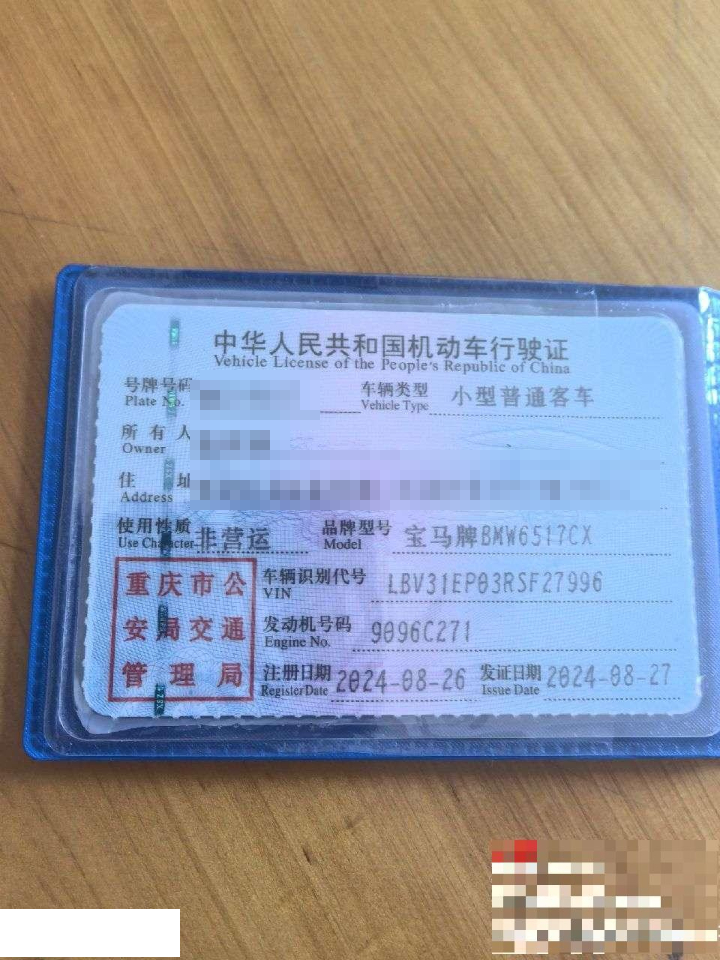 中华人民共和国机动车行驶证
Vehicle License of the People's Republic of China
号牌号码 车辆类型 小型普通客车
Plate No. Vehicle Type
所有人
Owner
住址
Address
使用性质 非营运 品牌型号 宝马牌BMW6517CX
Use Character Model
重庆市公
安局交通
管理局
车辆识别代号 LBV31EP03RSF27996
VIN
发动机号码 9096C271
Engine No.
注册日期 2024-08-26 发证日期 2024-08-27
Register Date Issue Date